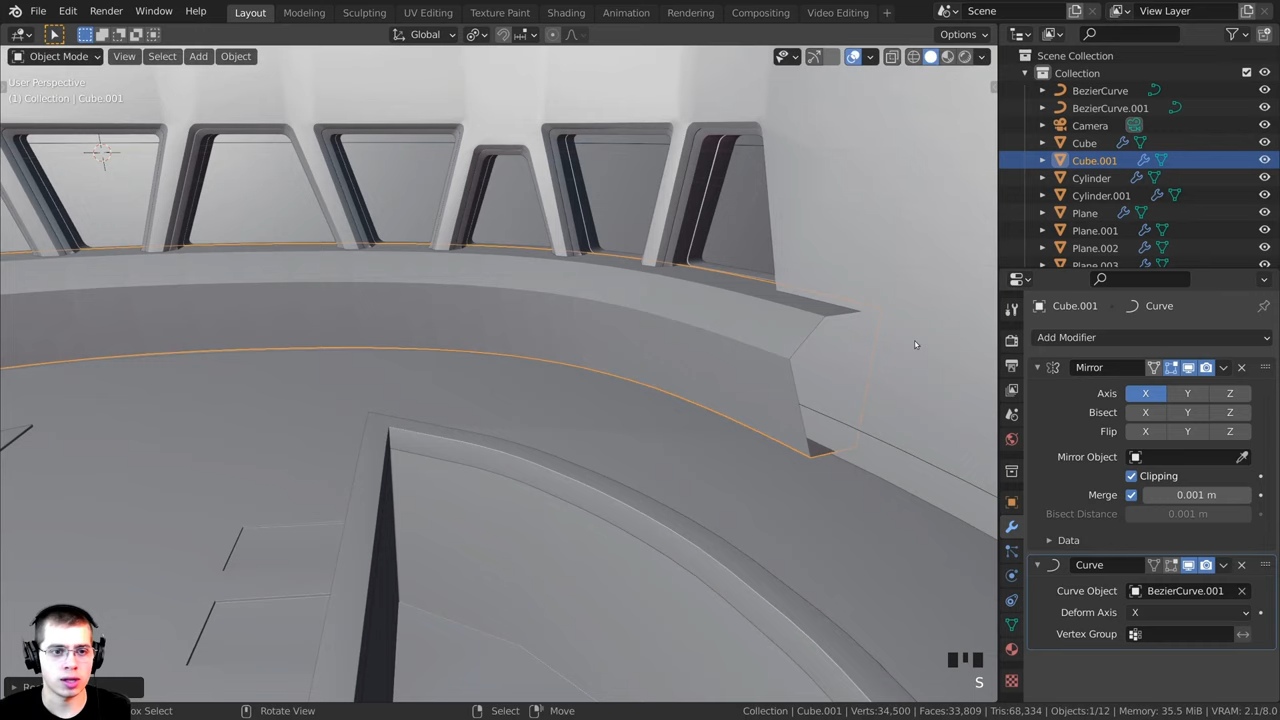 File Edit Render Window Help Layout Modeling Sculpting UV Editing Texture Paint Shading Animation Rendering Compositing Video Editing + Scene View Layer
Global Options
Object Mode View Select Add Object
User Perspective
(1) Collection | Cube.001
Scene Collection
Collection
BezierCurve
BezierCurve.001
Camera
Cube
Cube.001
Cylinder
Cylinder.001
Plane
Plane.001
Plane.002
Plane.003
Cube.001 Curve
Add Modifier
Mirror
Axis X Y Z
Bisect X Y Z
Flip X Y Z
Mirror Object
Clipping
Merge 0.001 m
Bisect Distance 0.001 m
Data
Curve
Curve Object BezierCurve.001
Deform Axis X
Vertex Group
S
Box Select Rotate View Select Move Collection | Cube.001 Verts:34,500 | Faces:33,809 | Tris:68,334 | Objects:1/12 | Memory: 35.5 MiB | VRAM: 2.1/8.0